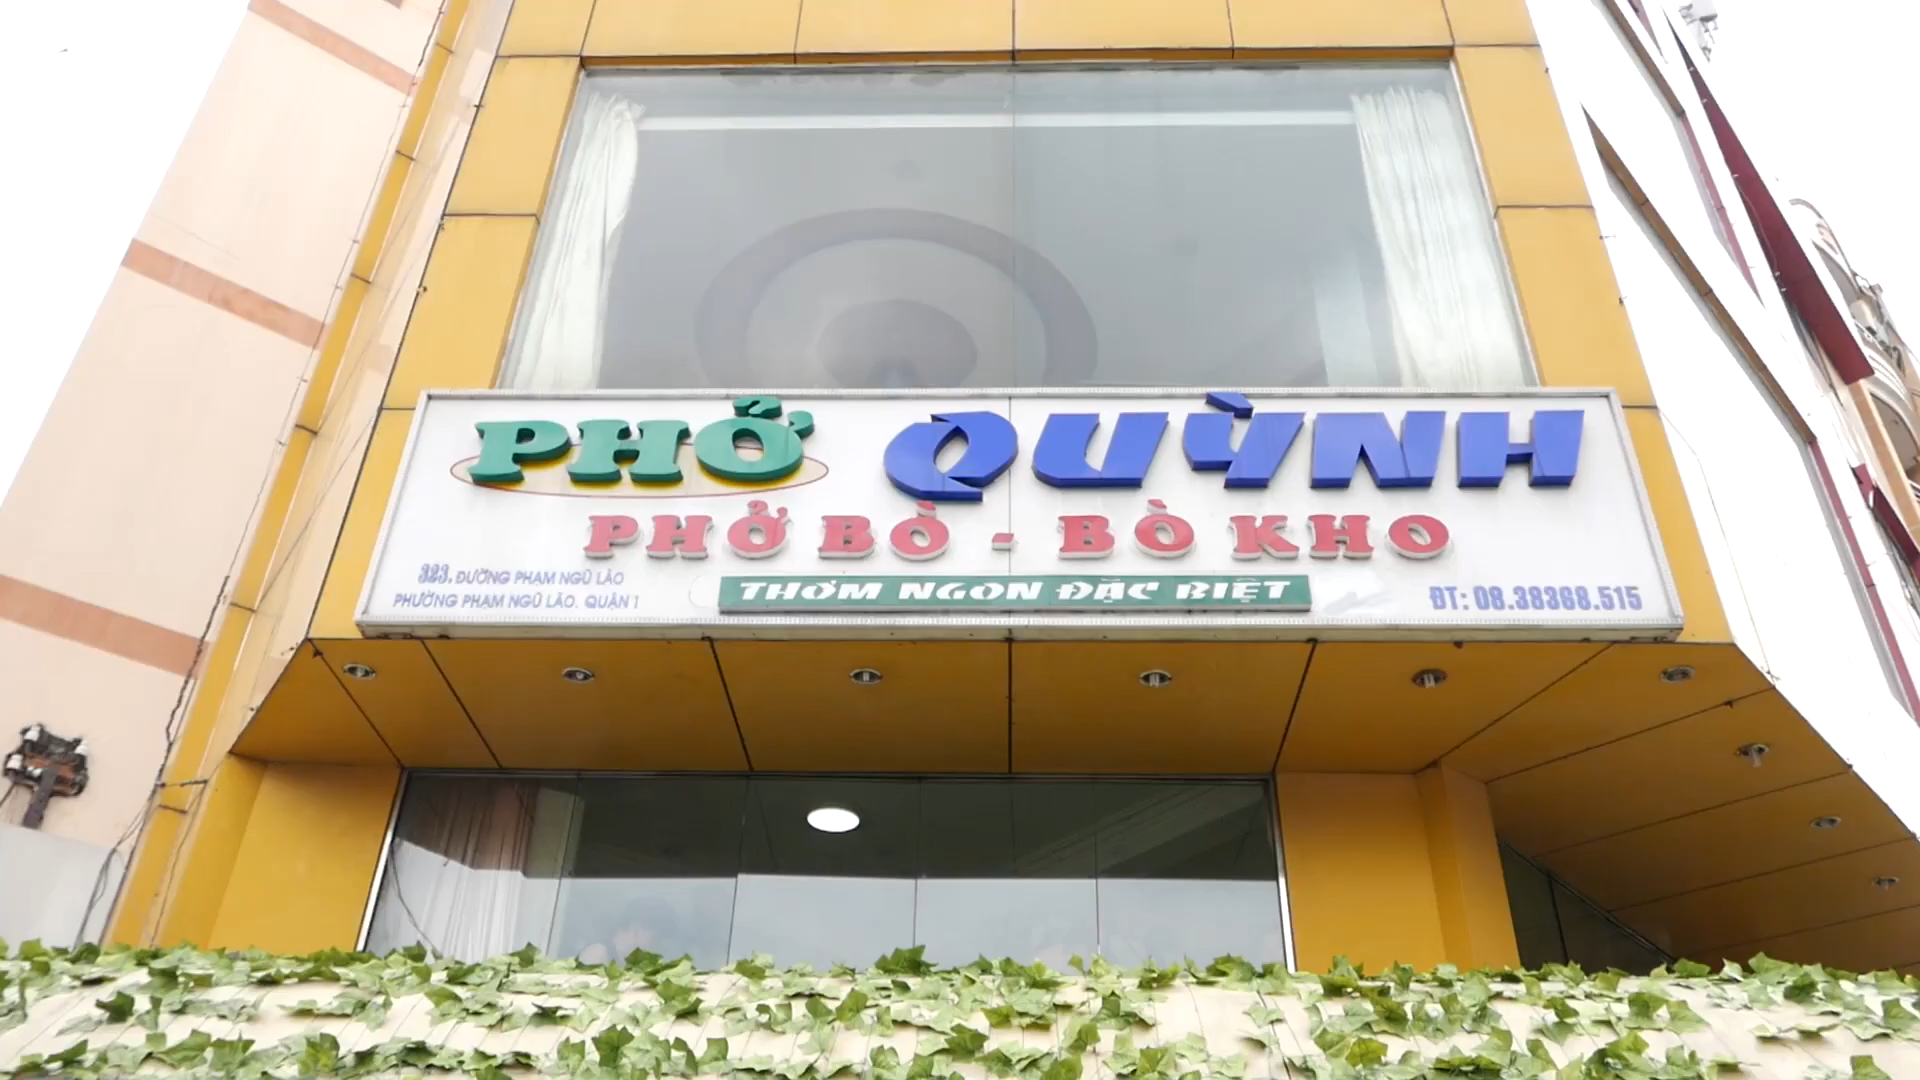 PHỞ QUỲNH
PHỞ BÒ - BÒ KHO
THƠM NGON ĐẶC BIỆT
323, ĐƯỜNG PHẠM NGŨ LÃO
PHƯỜNG PHẠM NGŨ LÃO, QUẬN 1
ĐT: 08.38368.515